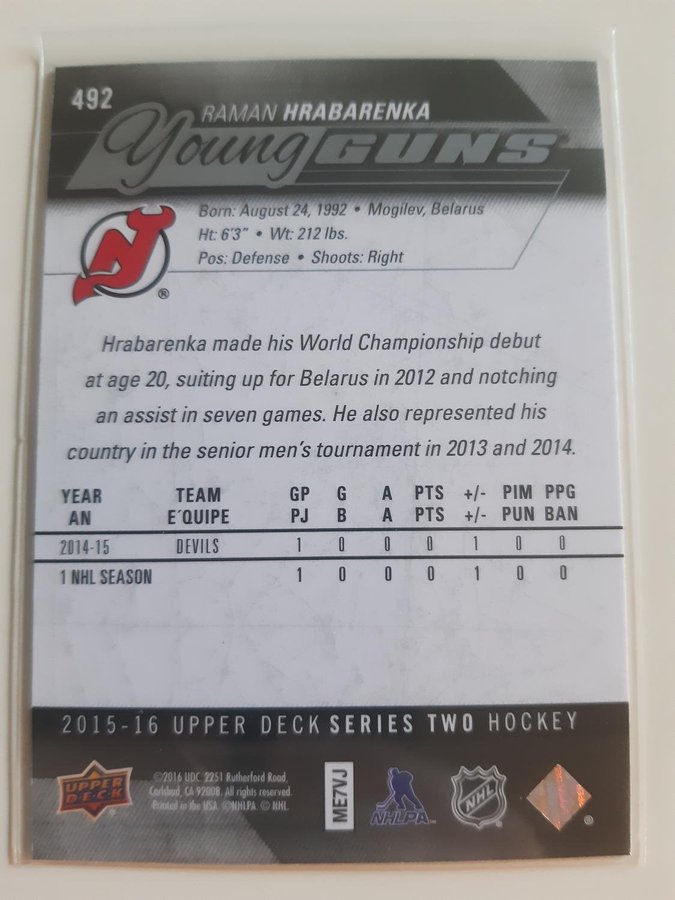 492
RAMAN HRABARENKA
Young GUNS
Born: August 24, 1992 • Mogilev, Belarus
Ht: 6'3" • Wt: 212 lbs.
Pos: Defense • Shoots: Right
NJ
®
Hrabarenka made his World Championship debut
at age 20, suiting up for Belarus in 2012 and notching
an assist in seven games. He also represented his
country in the senior men's tournament in 2013 and 2014.
YEAR TEAM GP G A PTS +/- PIM PPG
AN E´QUIPE PJ B A PTS +/- PUN BAN
2014-15 DEVILS 1 0 0 0 1 0 0
1 NHL SEASON 1 0 0 0 1 0 0
2015-16 UPPER DECK SERIES TWO HOCKEY
UPPER DECK
©2016 UDC 2251 Rutherford Road,
Carlsbad, CA 92008. All rights reserved.
Printed in the USA. ©NHLPA. © NHL.
ME7VJ
NHLPA
NHL
®